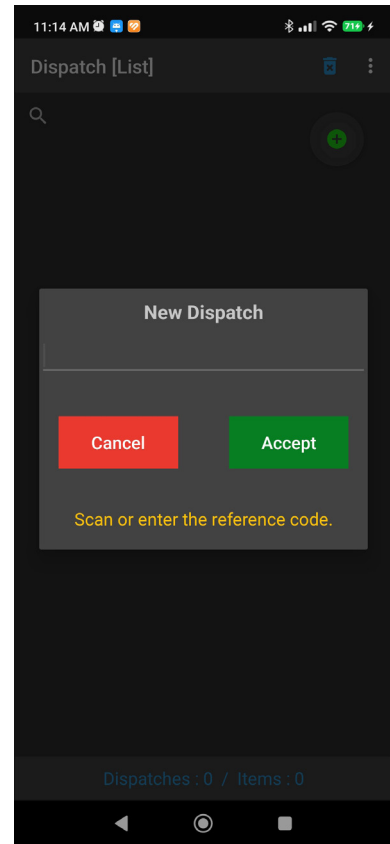 11:14 AM
71
Dispatch [List]
New Dispatch
Cancel
Accept
Scan or enter the reference code.
Dispatches : 0 / Items : 0